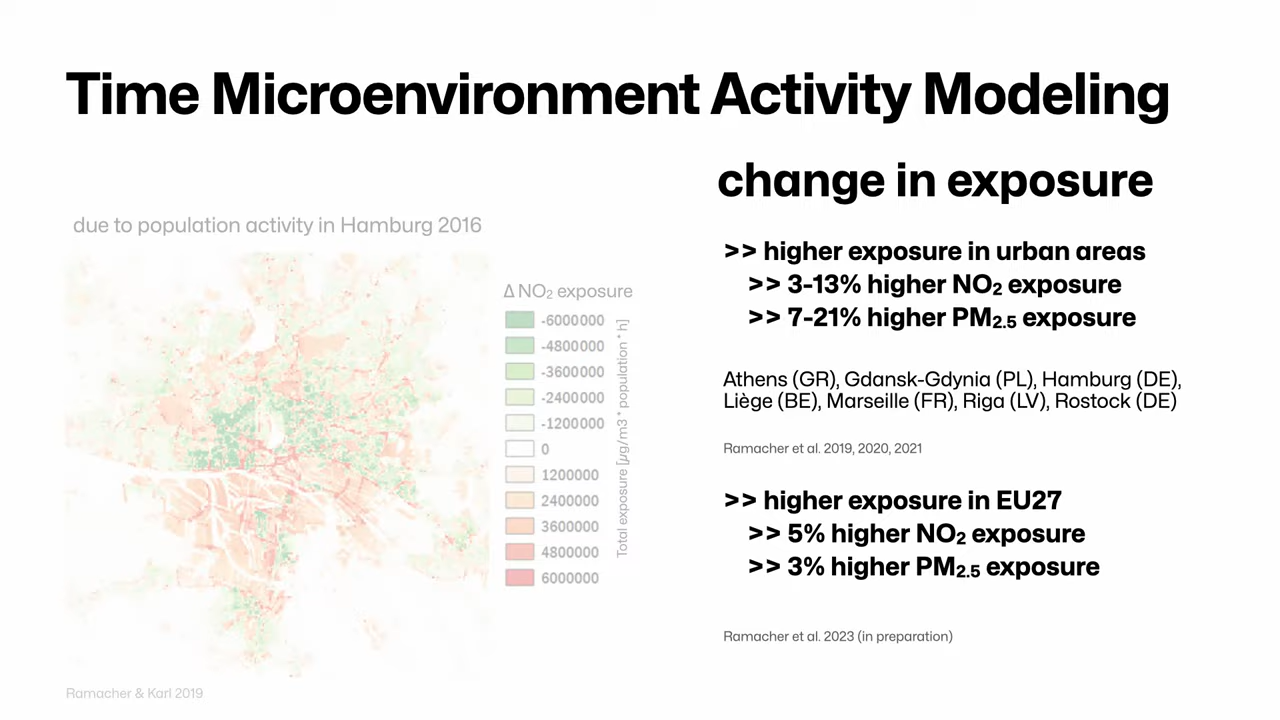 Time Microenvironment Activity Modeling
change in exposure
due to population activity in Hamburg 2016
Δ NO₂ exposure
-6000000
-4800000
-3600000
-2400000
-1200000
0
1200000
2400000
3600000
4800000
6000000
Total exposure [µg/m3 * population * h]
Ramacher & Karl 2019
>> higher exposure in urban areas
>> 3-13% higher NO₂ exposure
>> 7-21% higher PM₂.₅ exposure
Athens (GR), Gdansk-Gdynia (PL), Hamburg (DE),
Liège (BE), Marseille (FR), Riga (LV), Rostock (DE)
Ramacher et al. 2019, 2020, 2021
>> higher exposure in EU27
>> 5% higher NO₂ exposure
>> 3% higher PM₂.₅ exposure
Ramacher et al. 2023 (in preparation)